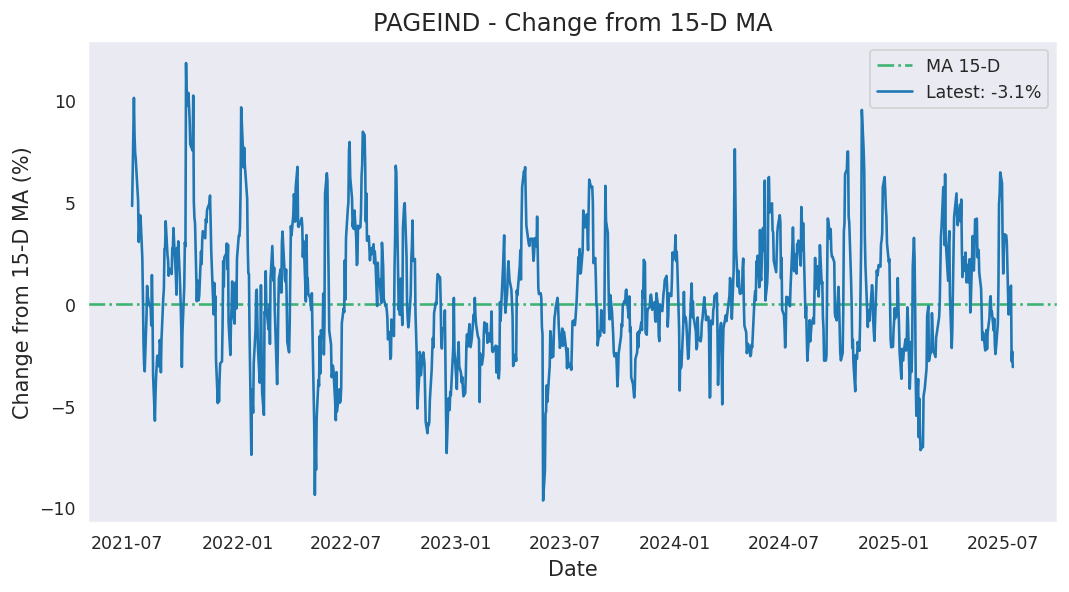 PAGEIND - Change from 15-D MA
MA 15-D
Latest: -3.1%
Change from 15-D MA (%)
10
5
0
−5
−10
2021-07
2022-01
2022-07
2023-01
2023-07
2024-01
2024-07
2025-01
2025-07
Date